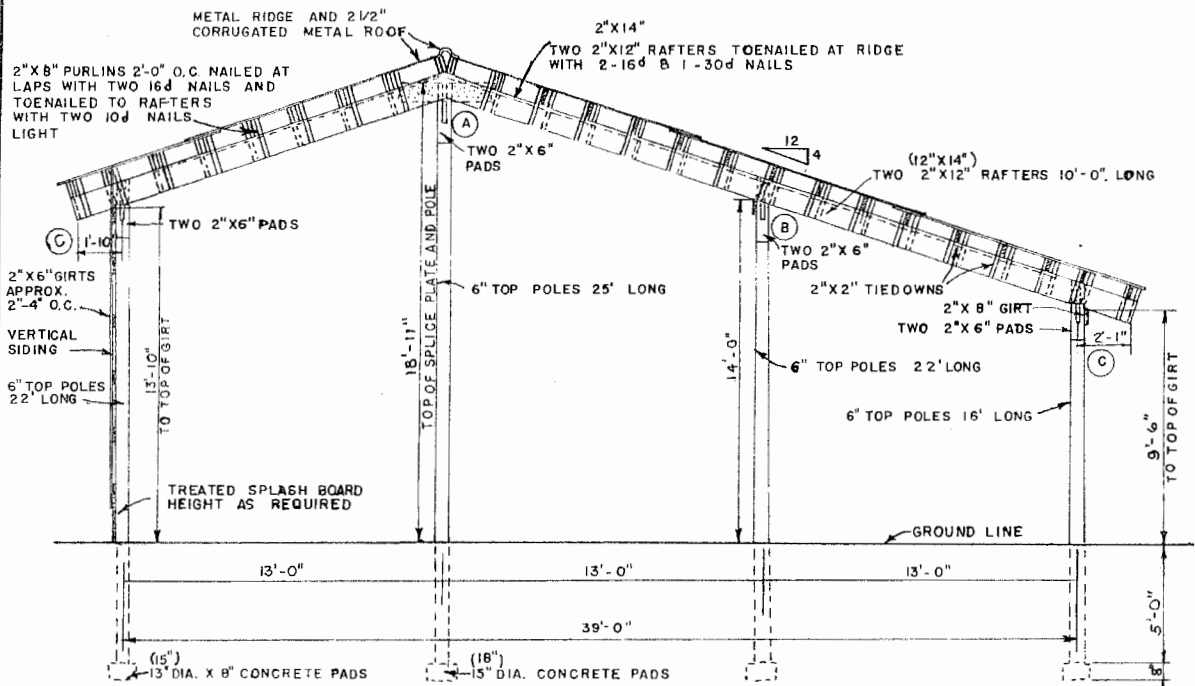 METAL RIDGE AND 2 1/2"
CORRUGATED METAL ROOF
2"X14"
TWO 2"X12" RAFTERS TOENAILED AT RIDGE
WITH 2-16d & 1-30d NAILS
2"X8" PURLINS 2'-0" O.C. NAILED AT
LAPS WITH TWO 16d NAILS AND
TOENAILED TO RAFTERS
WITH TWO 10d NAILS
LIGHT
A
TWO 2"X6"
PADS
12
4
(12"X14")
TWO 2"X12" RAFTERS 10'-0". LONG
TWO 2"X6" PADS
C
1'-10"
B
TWO 2"X6"
PADS
2"X2" TIEDOWNS
2"X8" GIRT
TWO 2"X6" PADS
2'-1"
C
2"X6" GIRTS
APPROX.
2'-4" O.C.
VERTICAL
SIDING
6" TOP POLES
22' LONG
13'-10"
TO TOP OF GIRT
18'-11"
TOP OF SPLICE PLATE AND POLE
6" TOP POLES 25' LONG
14'-0"
6" TOP POLES 22' LONG
6" TOP POLES 16' LONG
9'-6"
TO TOP OF GIRT
TREATED SPLASH BOARD
HEIGHT AS REQUIRED
GROUND LINE
13'-0"
13'-0"
13'-0"
39'-0"
5'-0"
8"
(15")
13" DIA. X 8" CONCRETE PADS
(18")
15" DIA. CONCRETE PADS